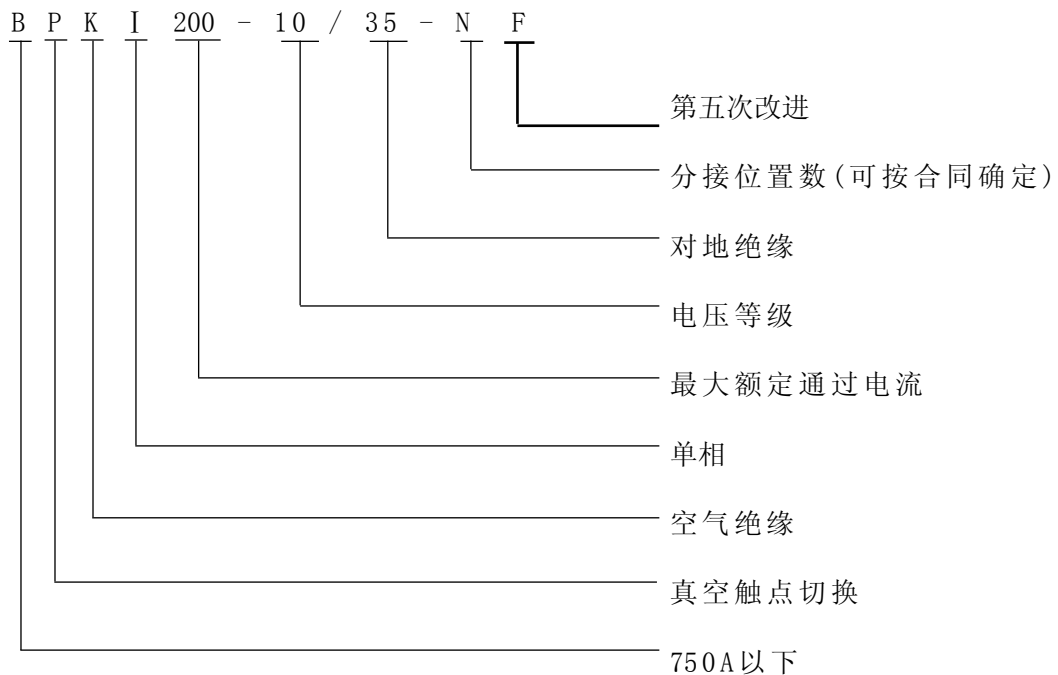 BPKI200-10/35-NF
第五次改进
分接位置数(可按合同确定)
对地绝缘
电压等级
最大额定通过电流
单相
空气绝缘
真空触点切换
750A以下